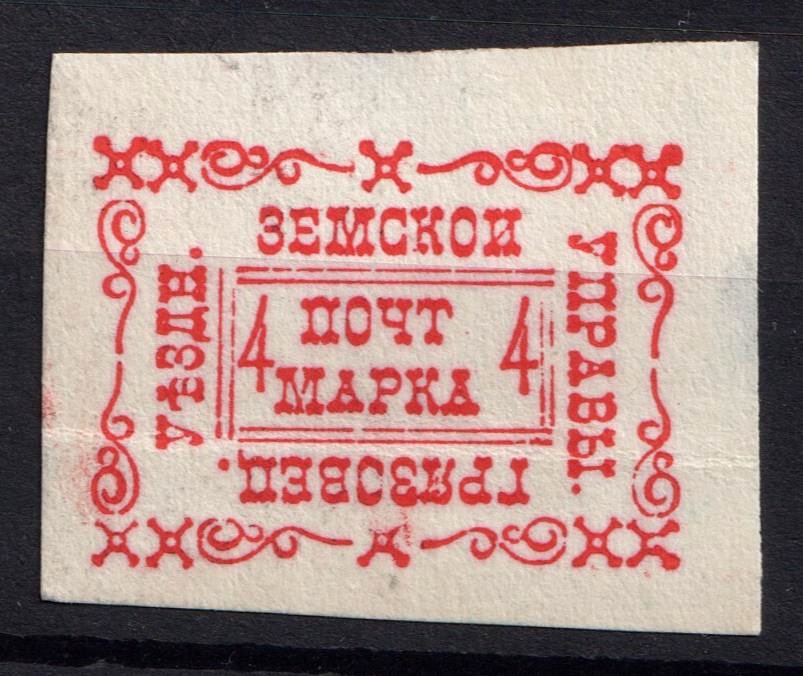 ГРЯЗОВЕЦ.
УѢЗДН.
ЗЕМСКОИ
УПРАВЫ.
4 ПОЧТ 4
МАРКА